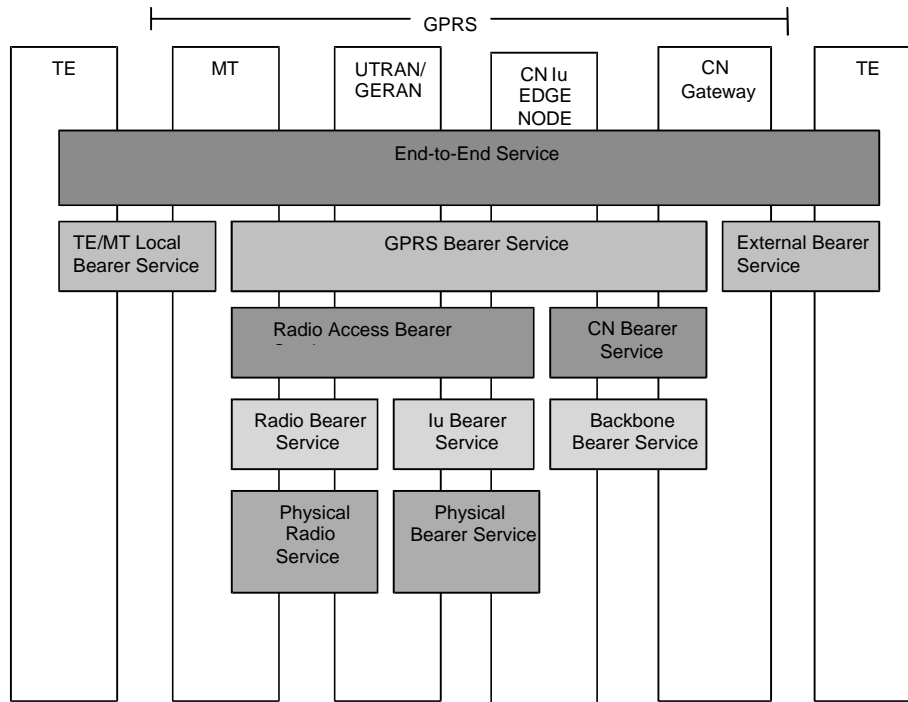 GPRS
TE
MT
UTRAN/
GERAN
CN Iu
EDGE
NODE
CN
Gateway
TE
End-to-End Service
TE/MT Local
Bearer Service
GPRS Bearer Service
External Bearer
Service
Radio Access Bearer
CN Bearer
Service
Radio Bearer
Service
Iu Bearer
Service
Backbone
Bearer Service
Physical
Radio
Service
Physical
Bearer Service